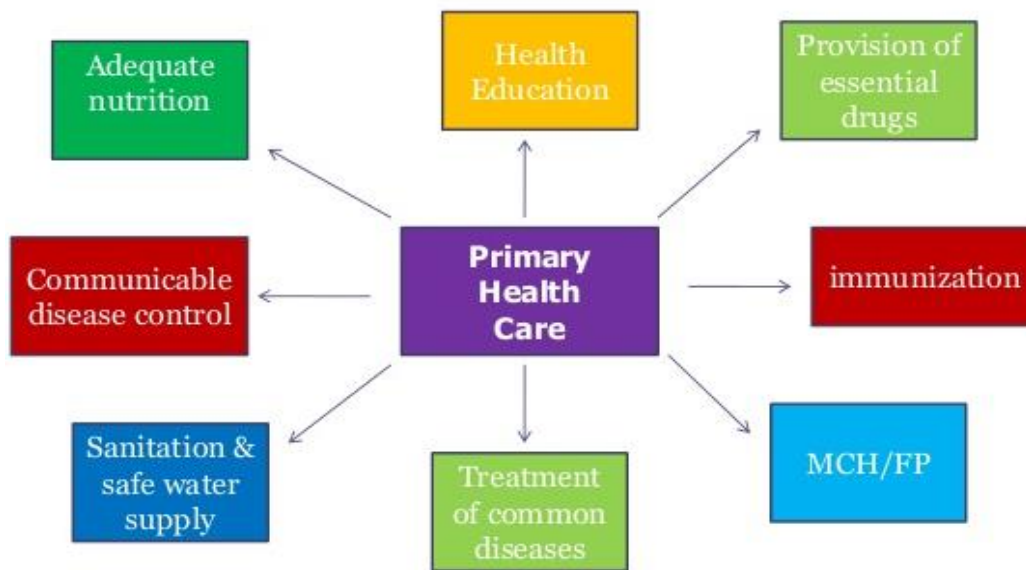 Adequate
nutrition
Health
Education
Provision of
essential
drugs
Communicable
disease control
Primary
Health
Care
immunization
Sanitation &
safe water
supply
Treatment
of common
diseases
MCH/FP